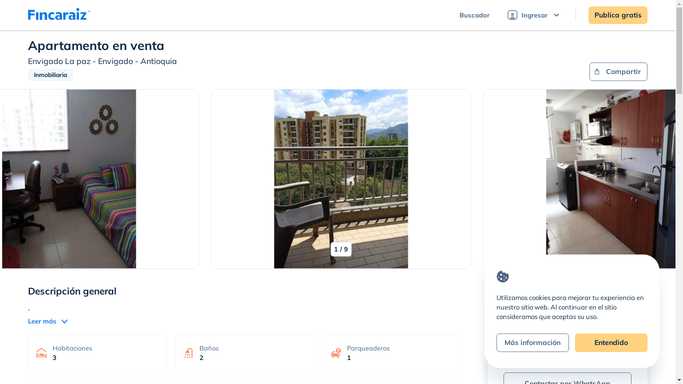 Fincaraiz
Buscador
Ingresar
Publica gratis
Apartamento en venta
Envigado La paz - Envigado - Antioquia
Inmobiliaria
Compartir
1 / 9
Descripción general
.
Leer más
Habitaciones
3
Baños
2
Parqueaderos
1
Utilizamos cookies para mejorar tu experiencia en
nuestro sitio web. Al continuar en el sitio
consideramos que aceptas su uso.
Más información
Entendido
Contactar por WhatsApp